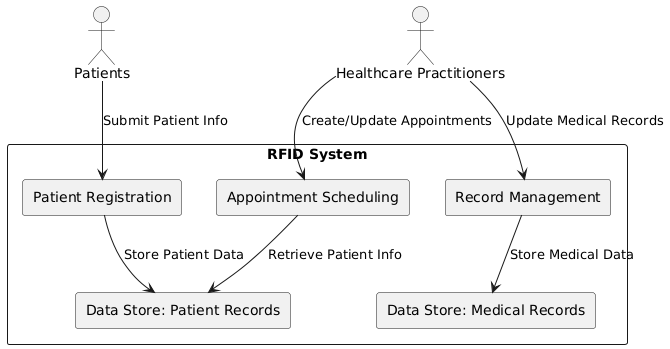 Patients
Healthcare Practitioners
Submit Patient Info
Create/Update Appointments
Update Medical Records
RFID System
Patient Registration
Appointment Scheduling
Record Management
Store Patient Data
Retrieve Patient Info
Store Medical Data
Data Store: Patient Records
Data Store: Medical Records